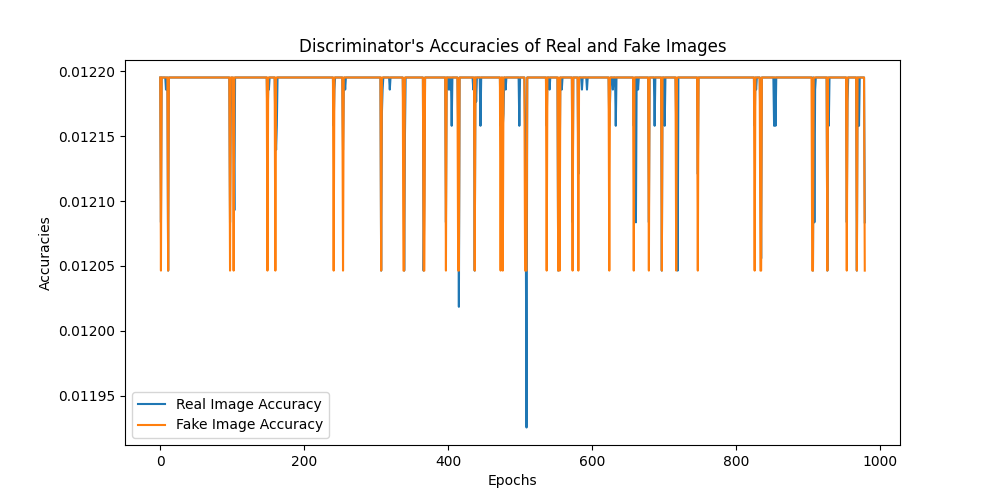 Discriminator's Accuracies of Real and Fake Images
0.01220
0.01215
0.01210
0.01205
0.01200
0.01195
Accuracies
Real Image Accuracy
Fake Image Accuracy
0 200 400 600 800 1000
Epochs